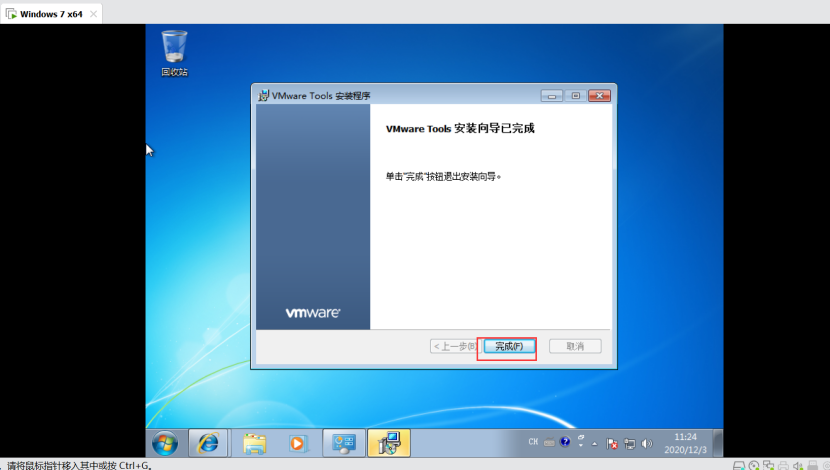 Windows 7 x64
回收站
VMware Tools 安装程序
VMware Tools 安装向导已完成
单击"完成"按钮退出安装向导。
vmware
< 上一步(B)
完成(F)
取消
CH
11:24
2020/12/3
请将鼠标指针移入其中或按 Ctrl+G。